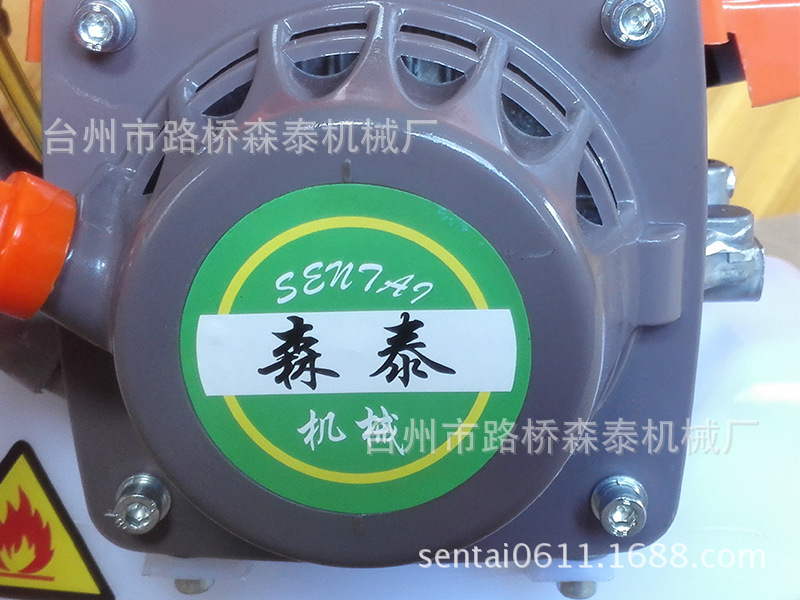 台州市路桥森泰机械厂
SENTAI
森泰
机械
台州市路桥森泰机械厂
sentai0611.1688.com